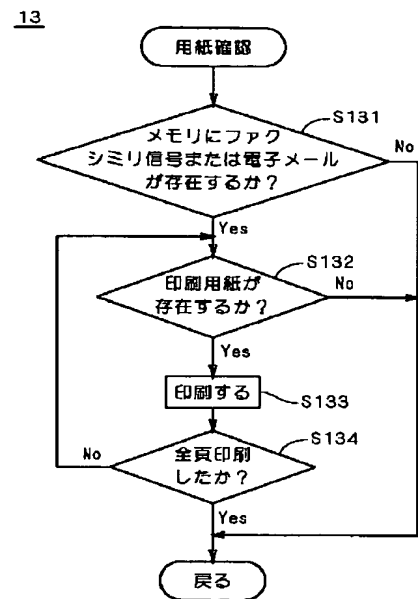 13
用紙確認
S131
メモリにファク
シミリ信号または電子メール
が存在するか?
No
Yes
S132
印刷用紙が
存在するか?
No
Yes
印刷する
S133
S134
全頁印刷
したか?
No
Yes
戻る